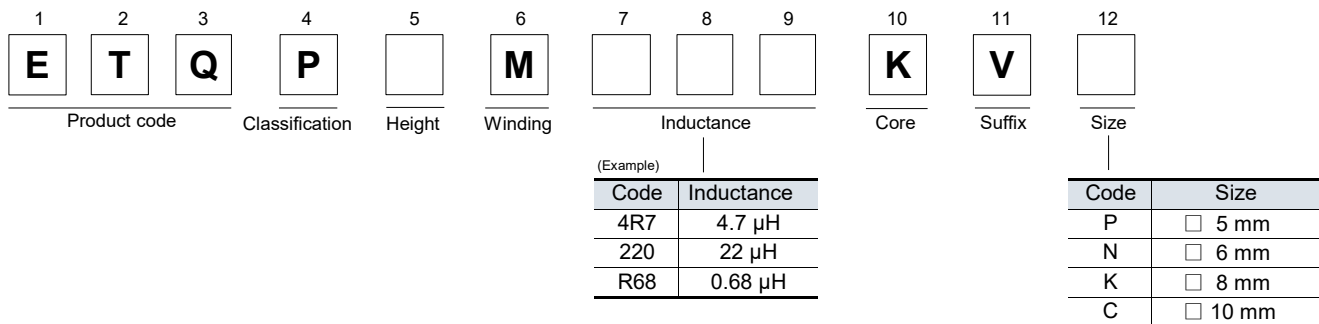 1 2 3 4 5 6 7 8 9 10 11 12
E T Q P M K V
Product code Classification Height Winding Inductance Core Suffix Size
(Example)
Code Inductance
4R7 4.7 µH
220 22 µH
R68 0.68 µH
Code Size
P □ 5 mm
N □ 6 mm
K □ 8 mm
C □ 10 mm